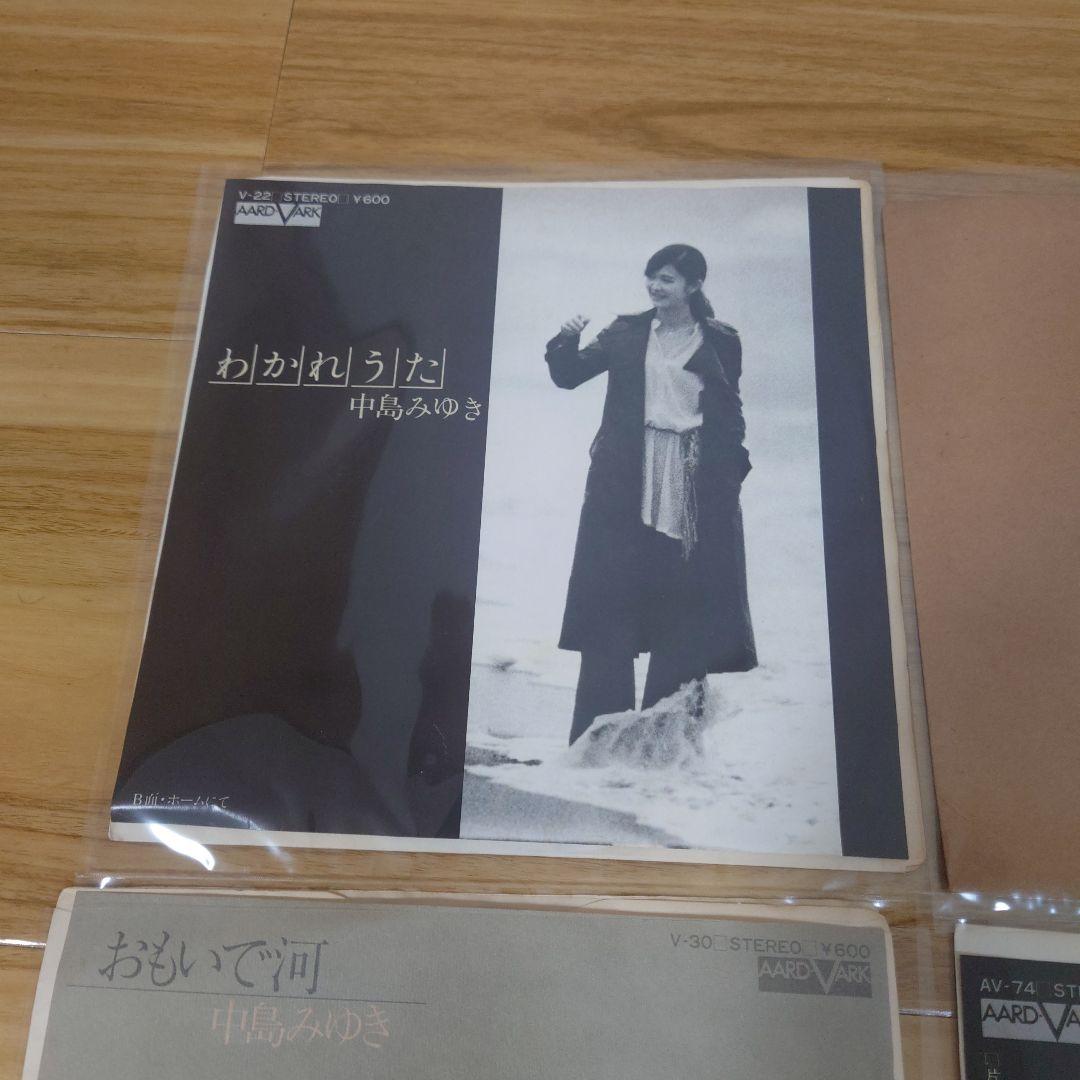 V-22□STEREO□¥600
AARD-VARK
わかれうた
中島みゆき
B面・ホームにて
おもいで河
中島みゆき
V-30□STEREO□¥600
AARD-VARK
AV-74□STE
AARD-VA
□片